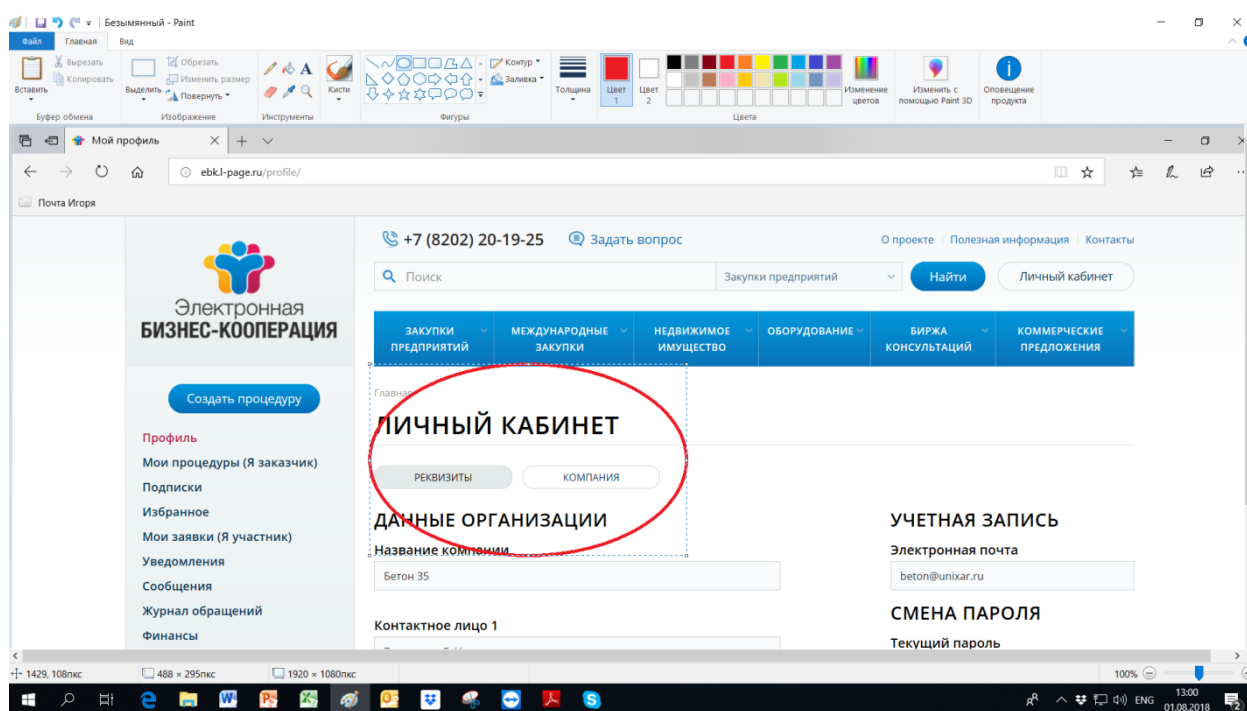 Безымянный - Paint
Файл Главная Вид
Вставить
Вырезать
Копировать
Буфер обмена
Выделить
Обрезать
Изменить размер
Повернуть
Изображение
Инструменты
Кисти
Контур
Заливка
Фигуры
Толщина
Цвет 1
Цвет 2
Изменение цветов
Цвета
Изменить с помощью Paint 3D
Оповещение продукта
Мой профиль
ebk.l-page.ru/profile/
Почта Игоря
+7 (8202) 20-19-25 Задать вопрос О проекте Полезная информация Контакты
Поиск Закупки предприятий Найти Личный кабинет
Электронная
БИЗНЕС-КООПЕРАЦИЯ
ЗАКУПКИ ПРЕДПРИЯТИЙ
МЕЖДУНАРОДНЫЕ ЗАКУПКИ
НЕДВИЖИМОЕ ИМУЩЕСТВО
ОБОРУДОВАНИЕ
БИРЖА КОНСУЛЬТАЦИЙ
КОММЕРЧЕСКИЕ ПРЕДЛОЖЕНИЯ
Создать процедуру
Профиль
Мои процедуры (Я заказчик)
Подписки
Избранное
Мои заявки (Я участник)
Уведомления
Сообщения
Журнал обращений
Финансы
Главная
ЛИЧНЫЙ КАБИНЕТ
РЕКВИЗИТЫ КОМПАНИЯ
ДАННЫЕ ОРГАНИЗАЦИИ
Название компании
Бетон 35
Контактное лицо 1
УЧЕТНАЯ ЗАПИСЬ
Электронная почта
beton@unixar.ru
СМЕНА ПАРОЛЯ
Текущий пароль
1429, 108пкс 488 × 295пкс 1920 × 1080пкс 100%
ENG 13:00
01.08.2018